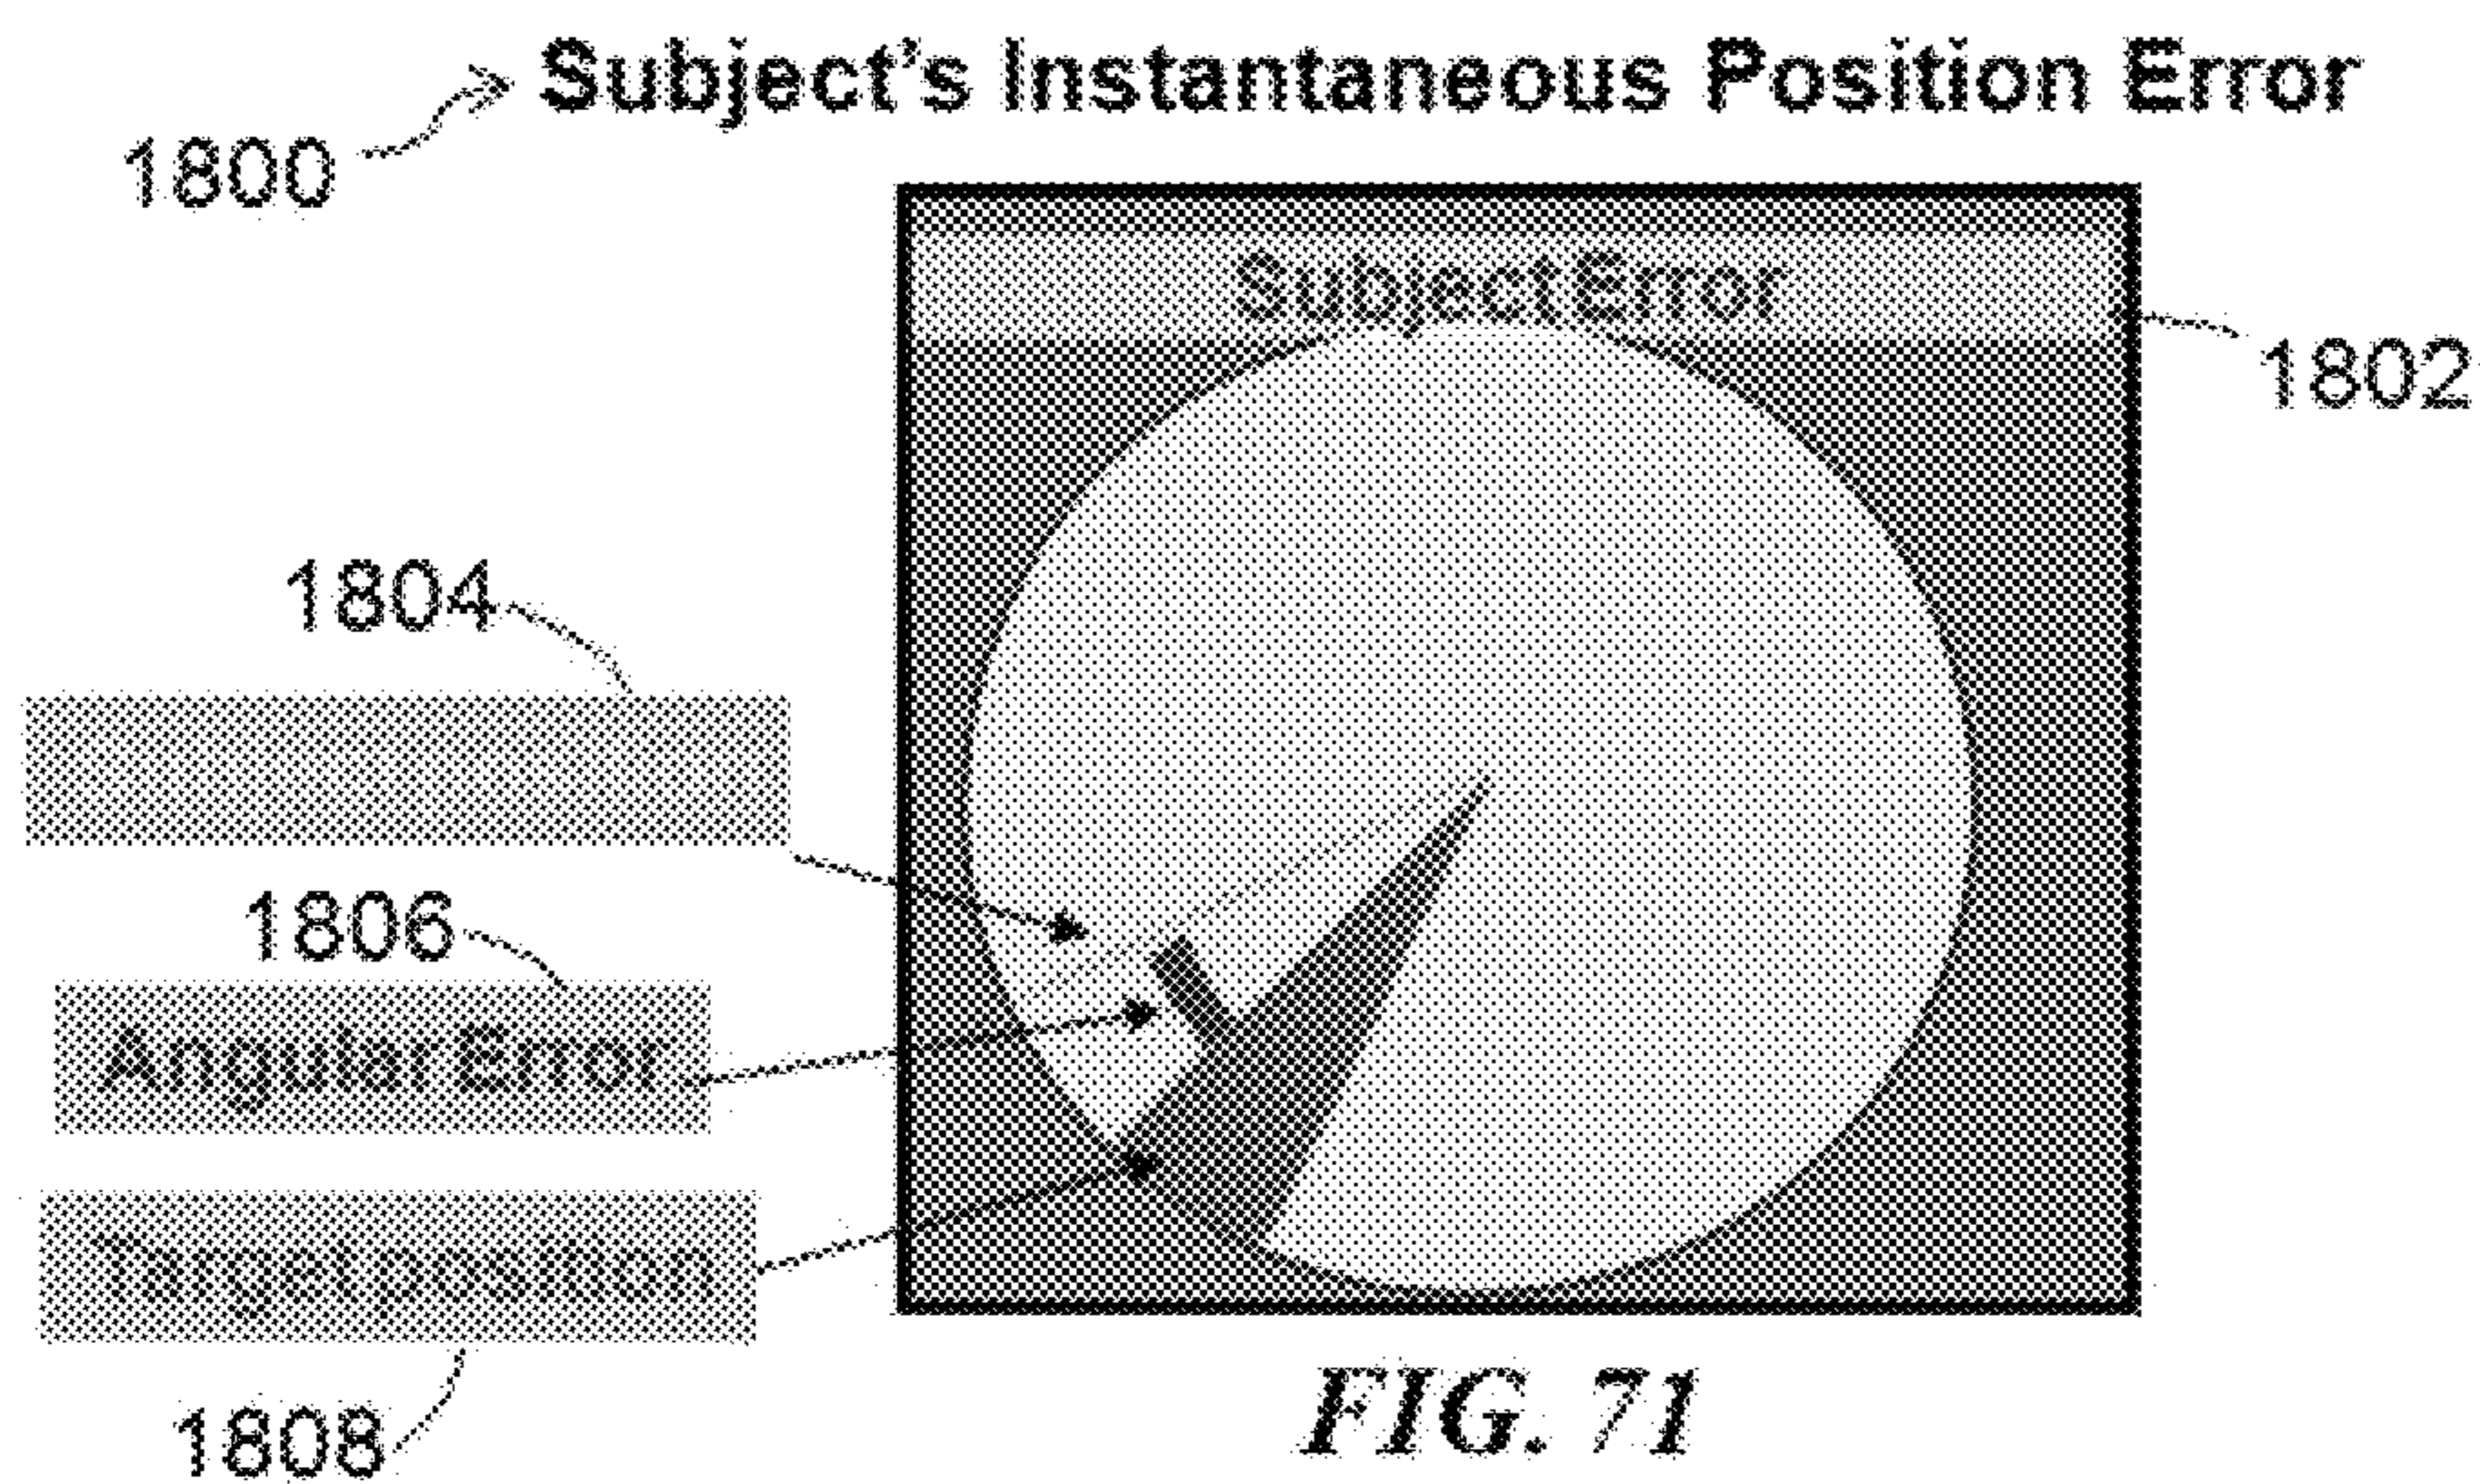 Subject's Instantaneous Position Error
1800
Subject Error
1802
1804
1806
Angular Error
Target position
1808
FIG. 71